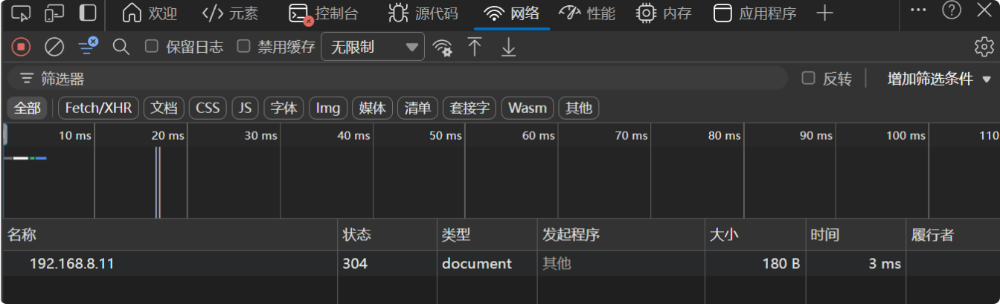 欢迎 元素 控制台 源代码 网络 性能 内存 应用程序
保留日志 禁用缓存 无限制
筛选器 反转 增加筛选条件
全部 Fetch/XHR 文档 CSS JS 字体 Img 媒体 清单 套接字 Wasm 其他
10 ms 20 ms 30 ms 40 ms 50 ms 60 ms 70 ms 80 ms 90 ms 100 ms 110
名称 状态 类型 发起程序 大小 时间 履行者
192.168.8.11 304 document 其他 180 B 3 ms